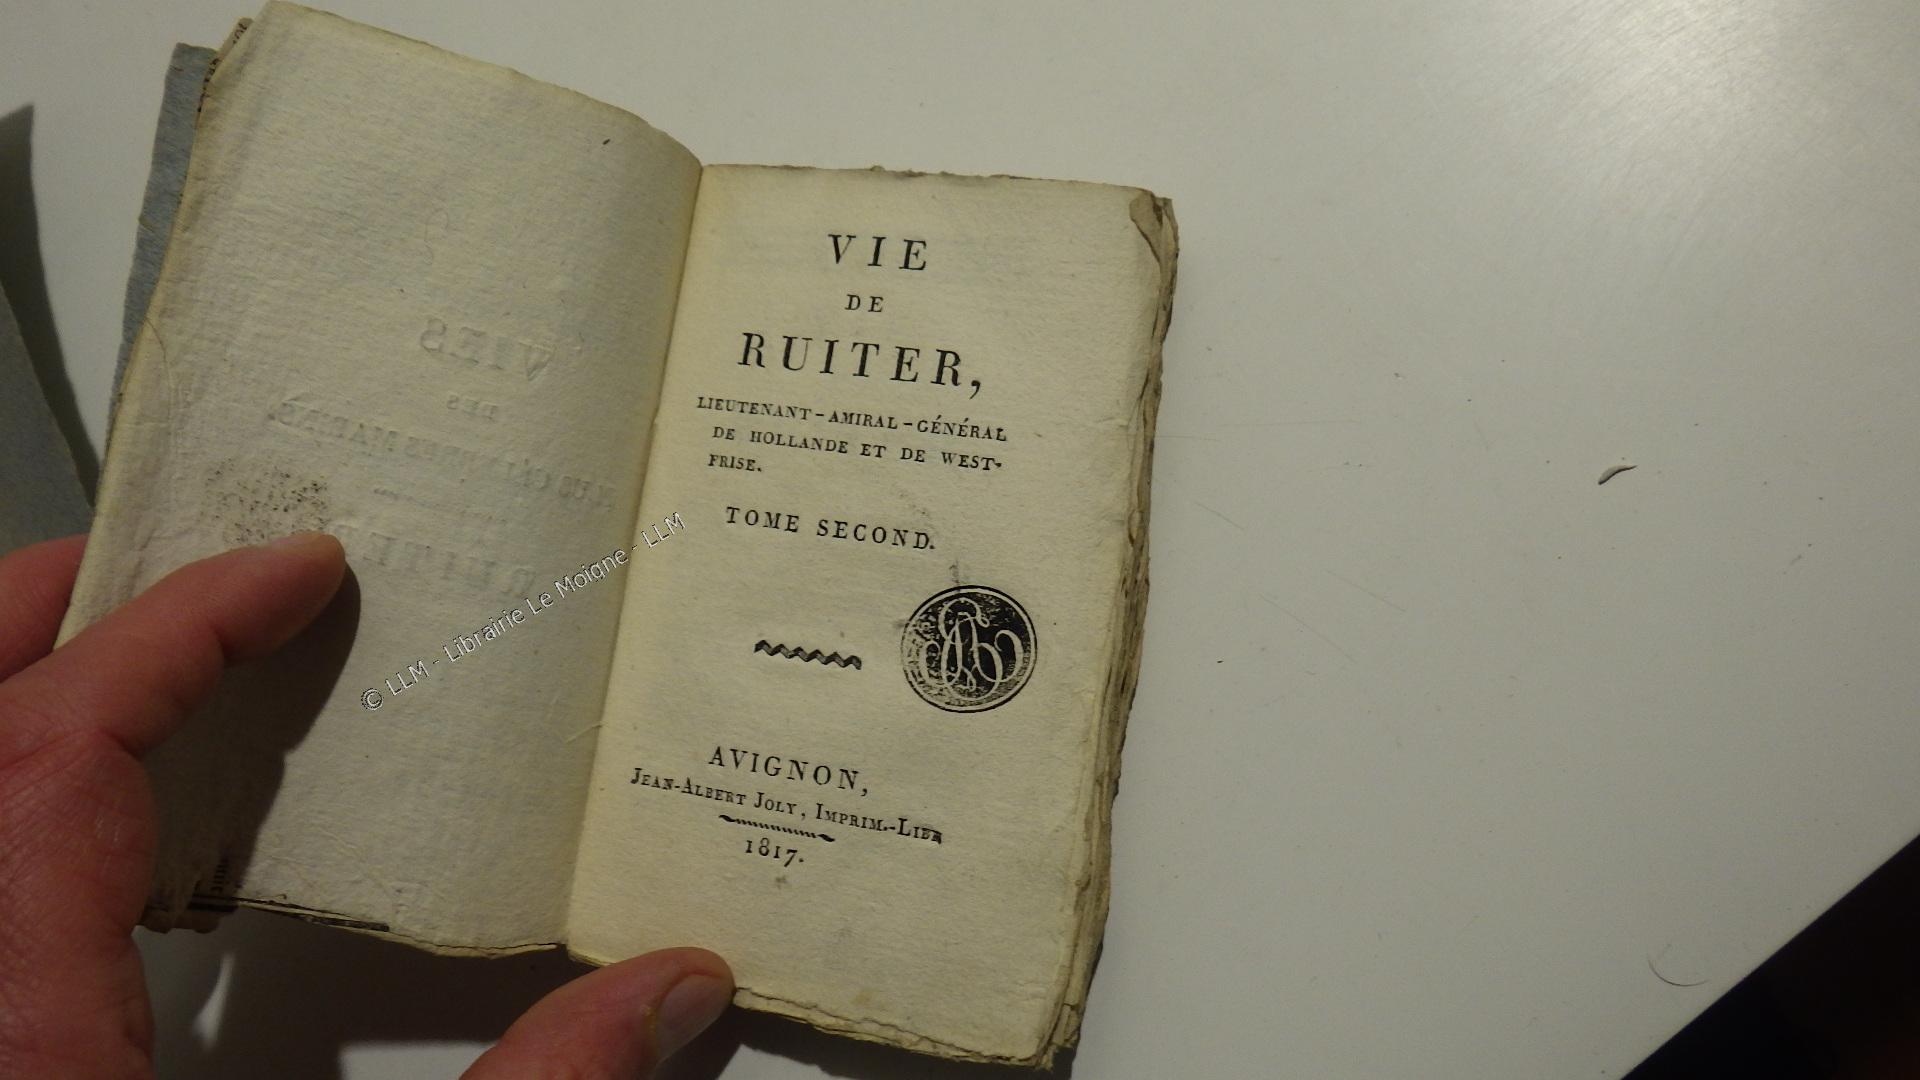 VIE
DE
RUITER,
LIEUTENANT-AMIRAL-GÉNÉRAL
DE HOLLANDE ET DE WEST-
FRISE.
TOME SECOND.
AVIGNON,
JEAN-ALBERT JOLY, IMPRIM.-LIBR
1817.
© LLM - Librairie Le Moigne - LLM